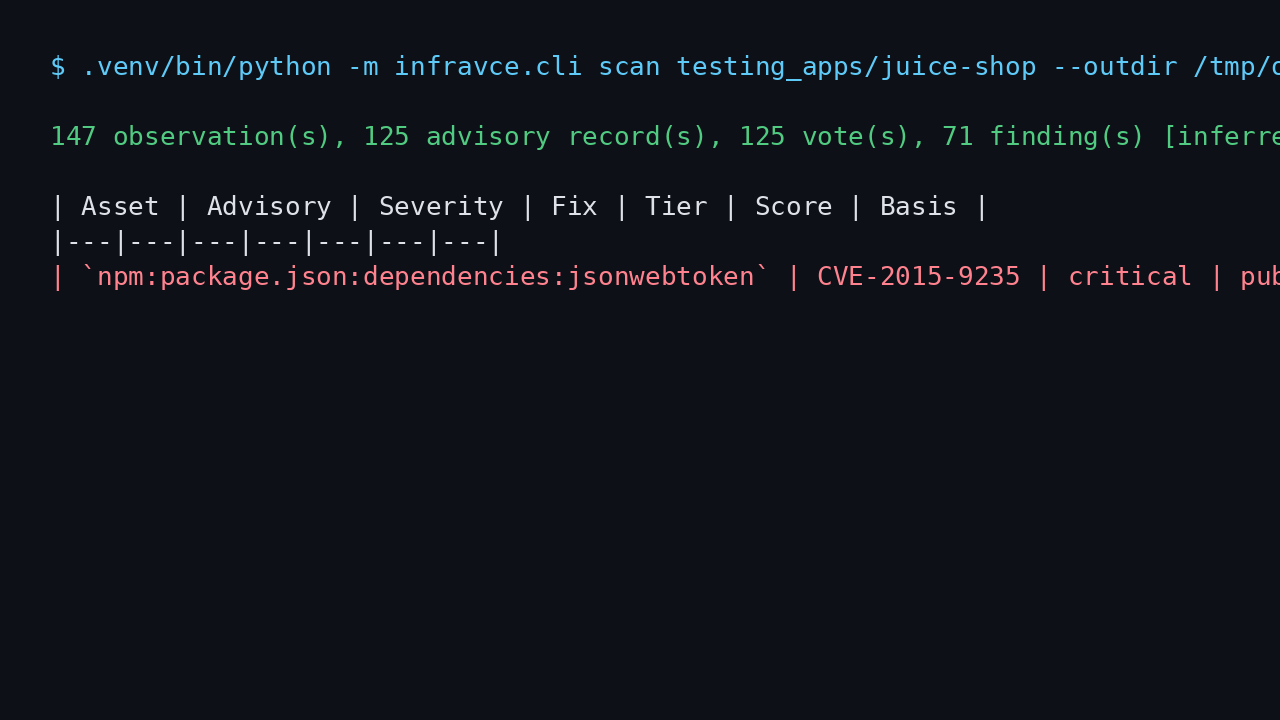 $ .venv/bin/python -m infravce.cli scan testing_apps/juice-shop --outdir /tmp/
147 observation(s), 125 advisory record(s), 125 vote(s), 71 finding(s) [inferre
| Asset | Advisory | Severity | Fix | Tier | Score | Basis |
|---|---|---|---|---|---|---|
| `npm:package.json:dependencies:jsonwebtoken` | CVE-2015-9235 | critical | pub